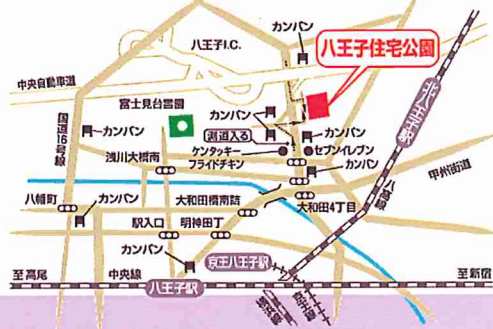 カンバン
八王子I.C.
八王子住宅公園
中央自動車道
富士見台霊園
カンバン
国道16号線
カンバン
側道入る
カンバン
ケンタッキー
フライドチキン
セブンイレブン
カンバン
浅川大橋南
北八王子駅
八高線
甲州街道
八幡町
カンバン
大和田橋南詰
大和田4丁目
駅入口
明神田丁
カンバン
京王八王子駅
至高尾
中央線
八王子駅
至新宿